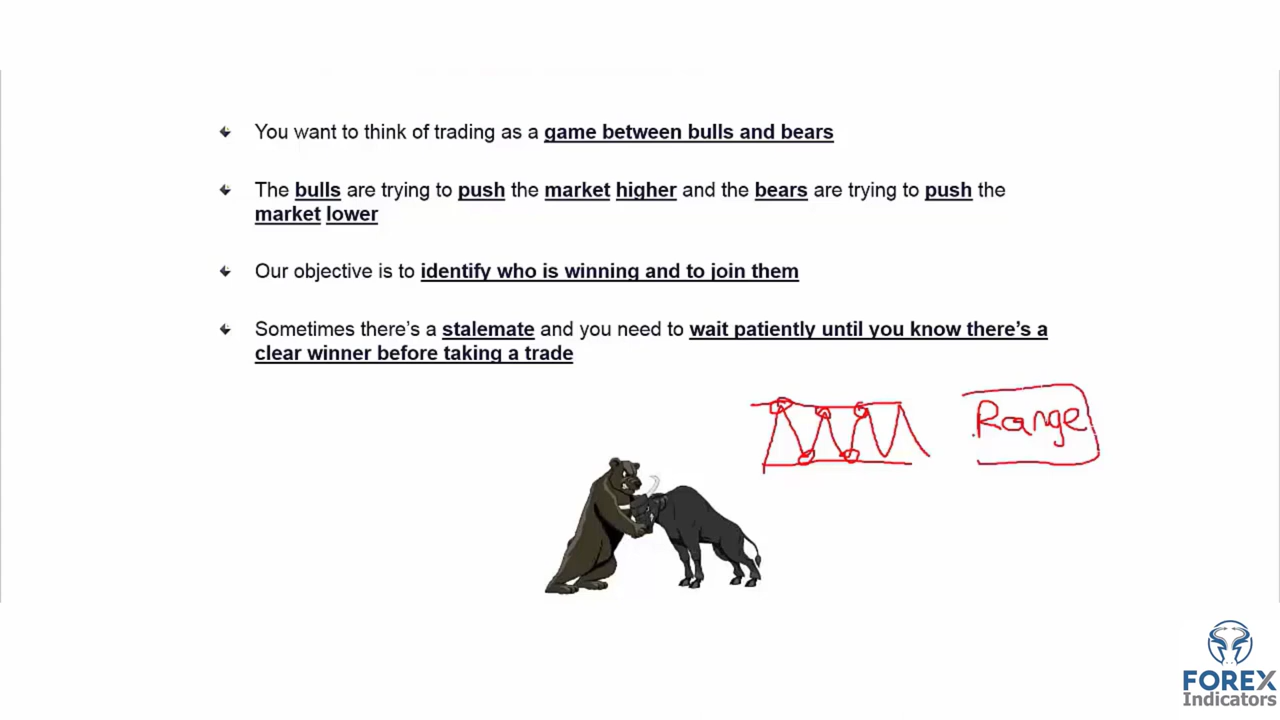 You want to think of trading as a game between bulls and bears
The bulls are trying to push the market higher and the bears are trying to push the
market lower
Our objective is to identify who is winning and to join them
Sometimes there's a stalemate and you need to wait patiently until you know there's a
clear winner before taking a trade
Range
FOREX
Indicators